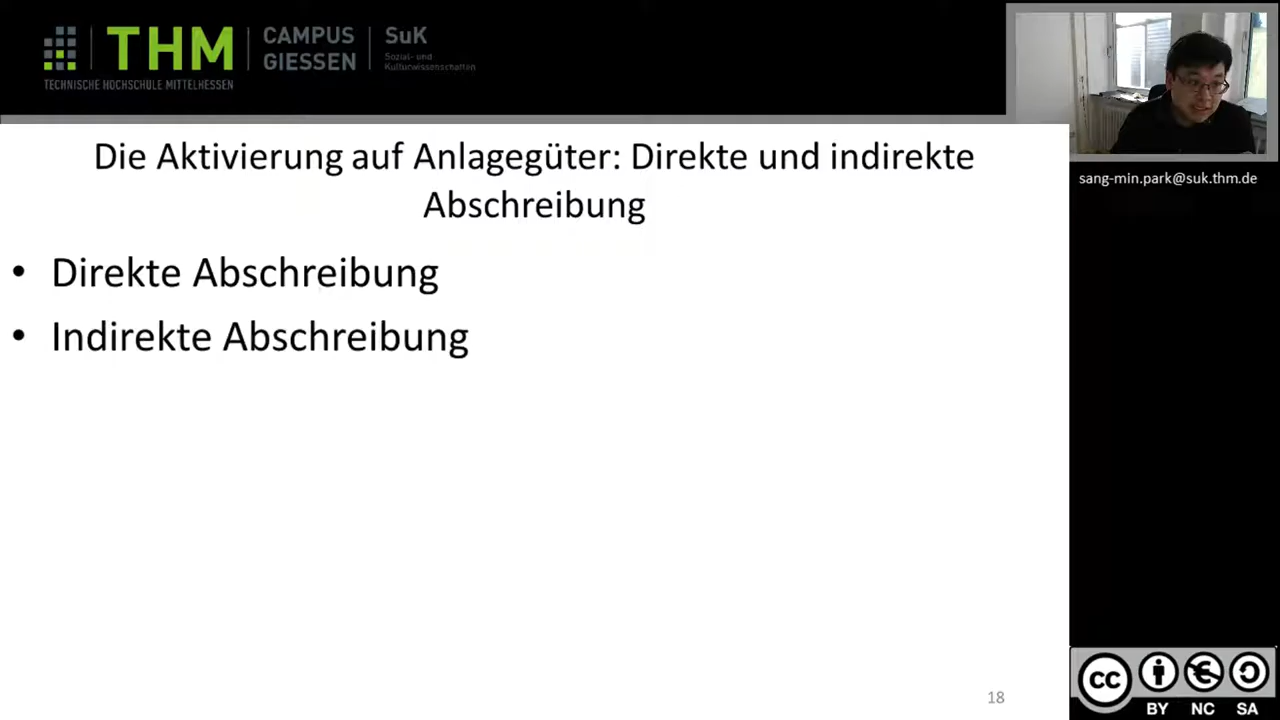 THM
CAMPUS
GIESSEN
SuK
Sozial- und
Kulturwissenschaften
TECHNISCHE HOCHSCHULE MITTELHESSEN
sang-min.park@suk.thm.de
Die Aktivierung auf Anlagegüter: Direkte und indirekte
Abschreibung
• Direkte Abschreibung
• Indirekte Abschreibung
18
CC
BY NC SA